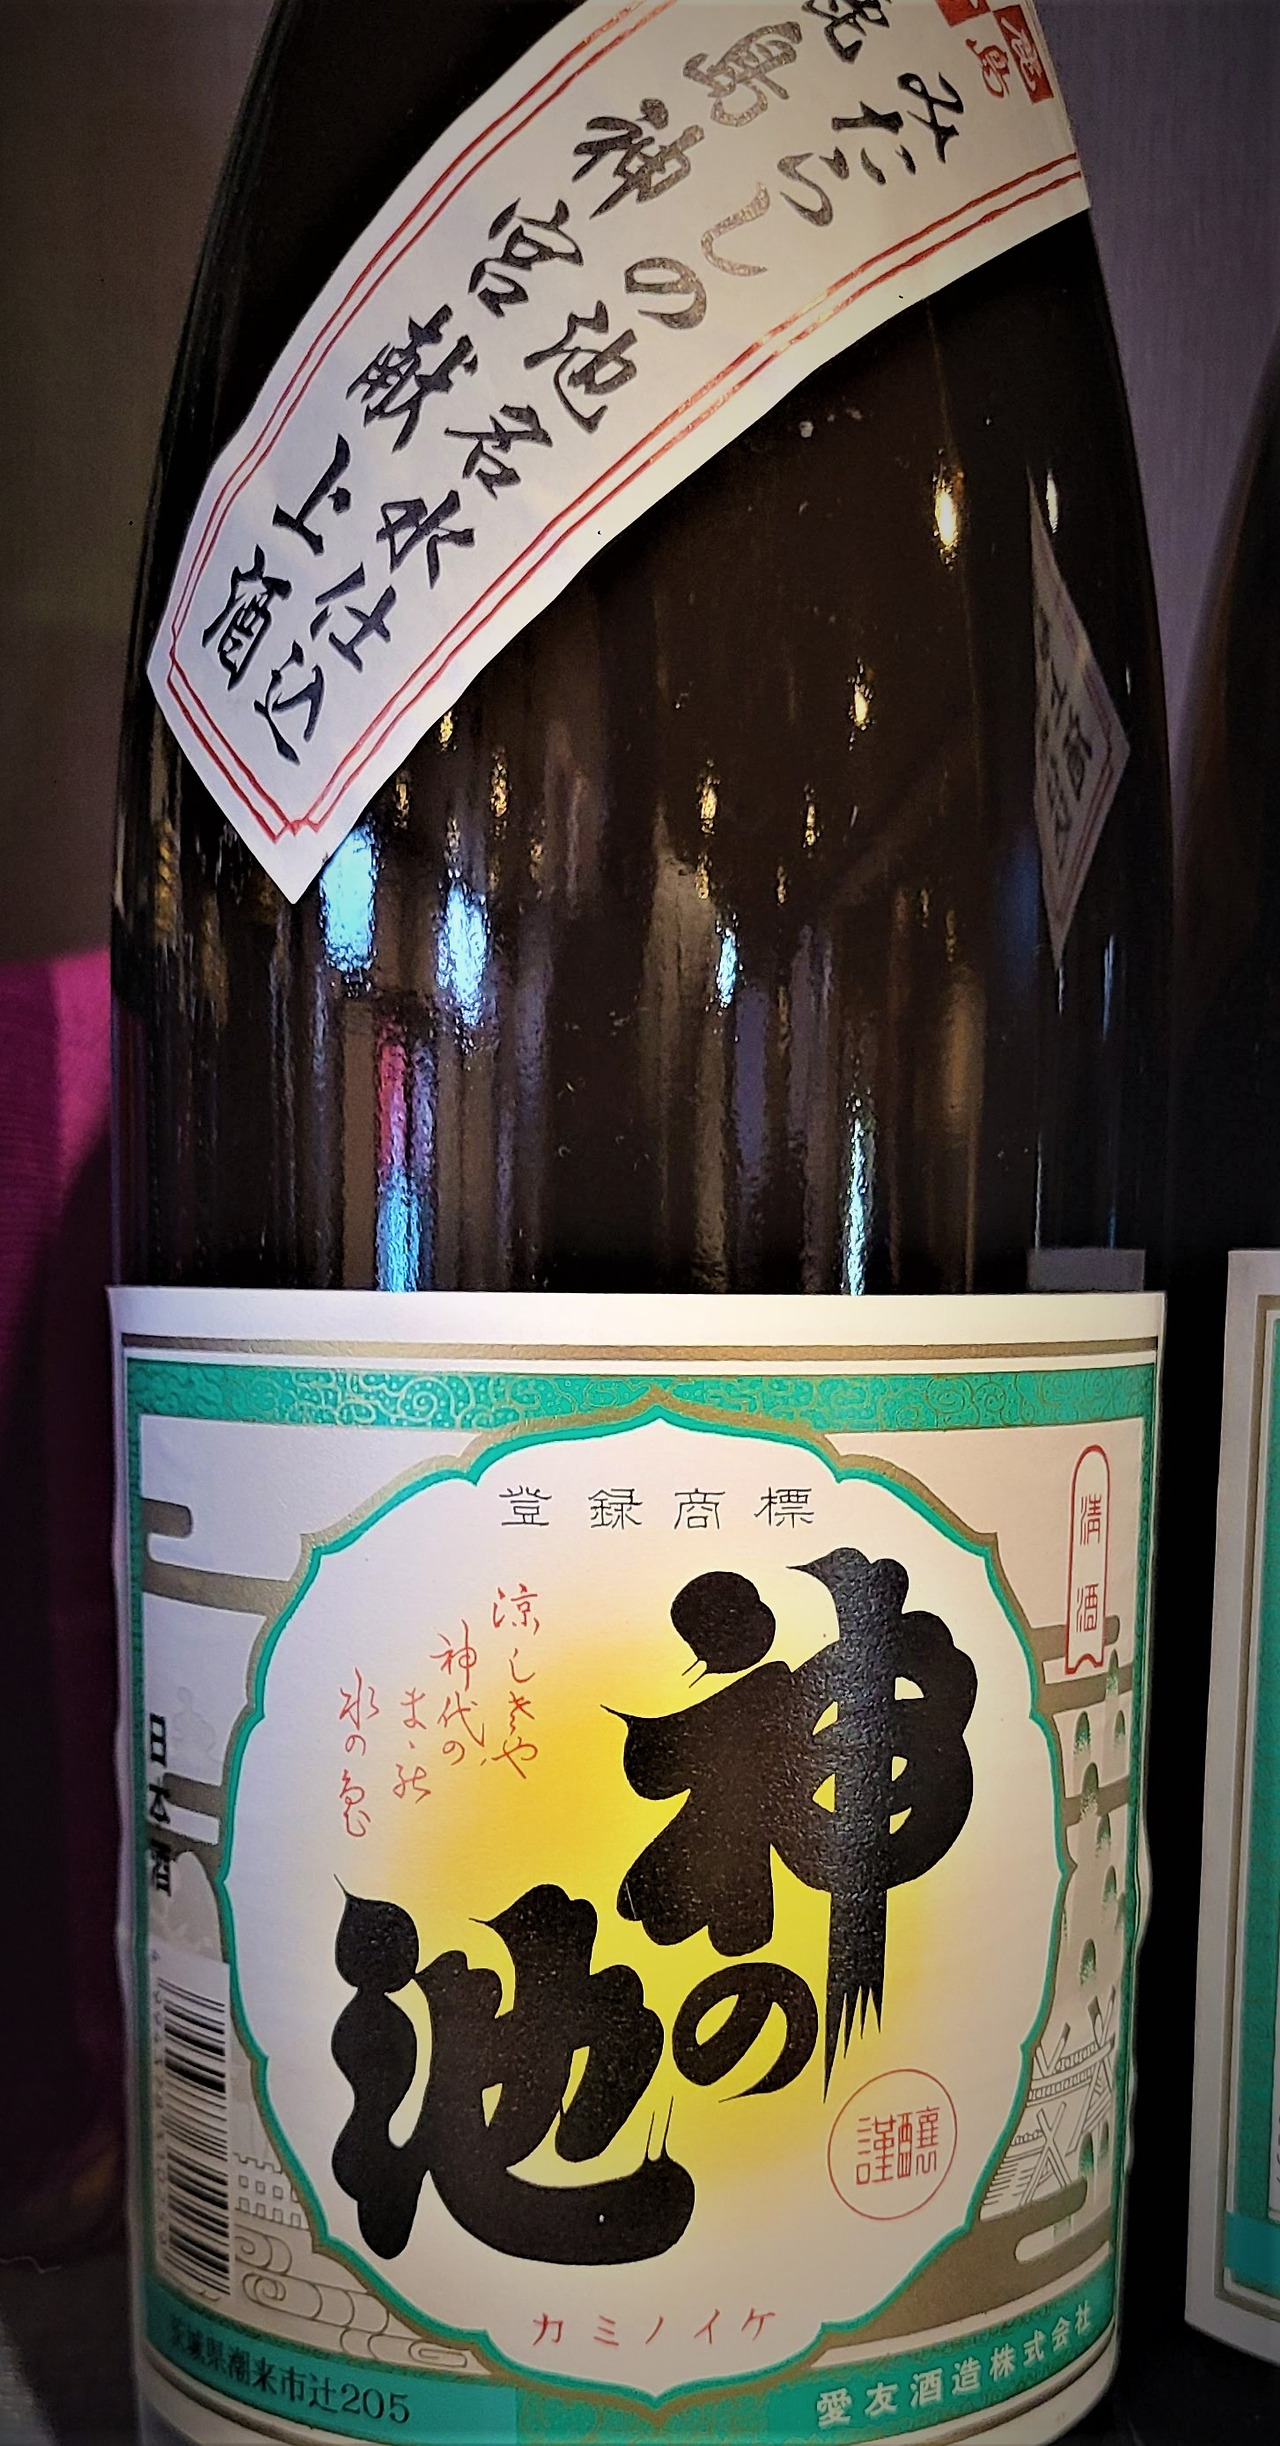 鹿島
鹿島神宮献上酒
みたらしの池名水仕込
登録商標
清酒
神の池
涼しさや
神代の
まゝの
水の色
謹醸
カミノイケ
日本酒
茨城県潮来市辻205
愛友酒造株式会社